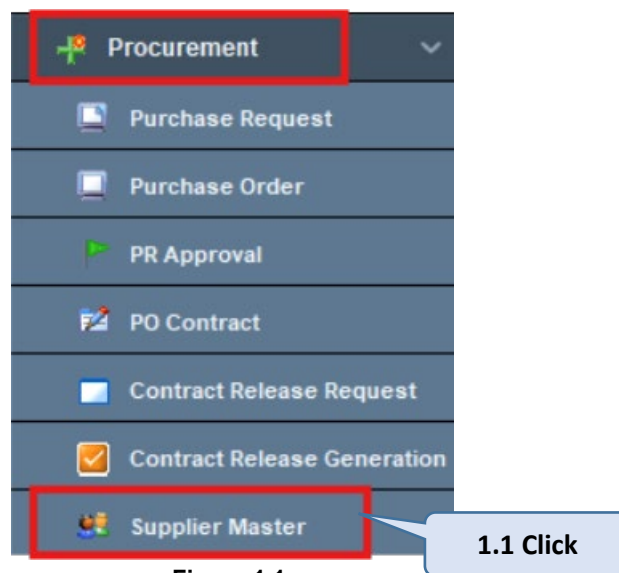 Procurement
Purchase Request
Purchase Order
PR Approval
PO Contract
Contract Release Request
Contract Release Generation
Supplier Master
1.1 Click